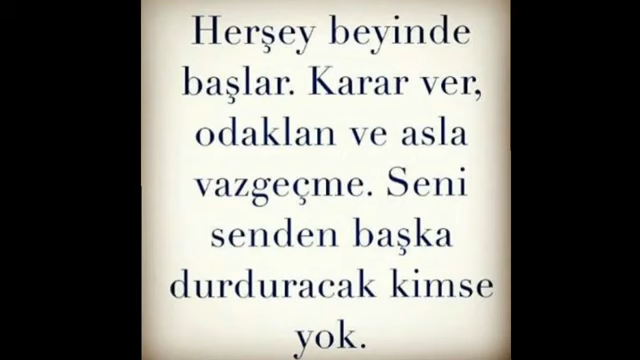 Herşey beyinde
başlar. Karar ver,
odaklan ve asla
vazgeçme. Seni
senden başka
durduracak kimse
yok.